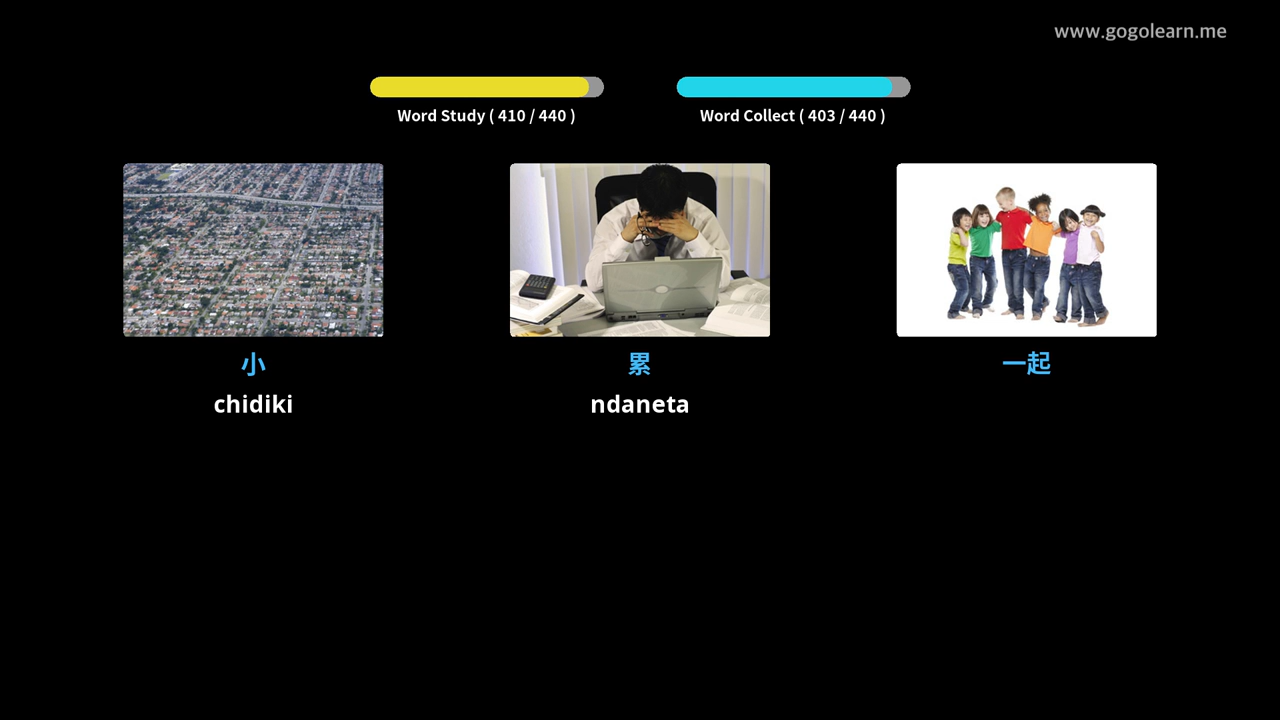 www.gogolearn.me
Word Study ( 410 / 440 )
Word Collect ( 403 / 440 )
小
累
一起
chidiki
ndaneta